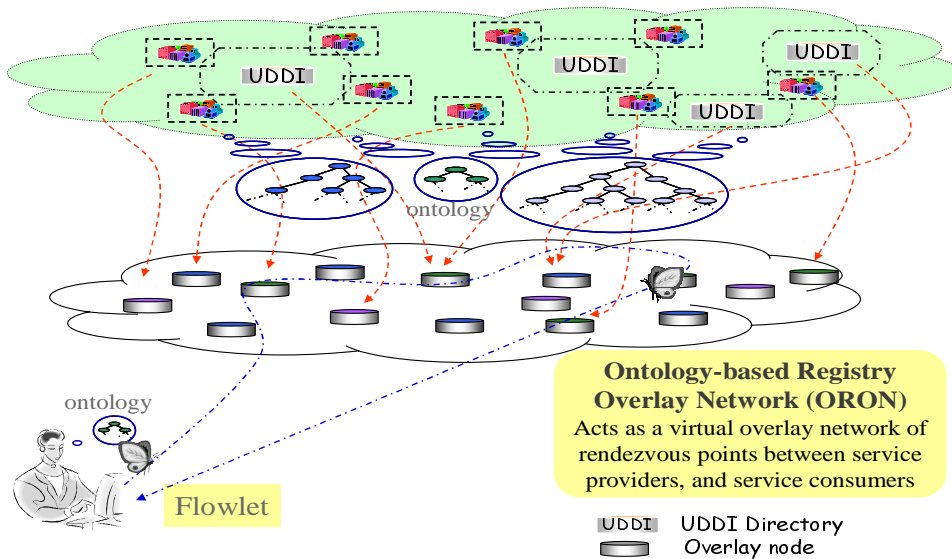 UDDI
UDDI
UDDI
UDDI
ontology
ontology
Flowlet
Ontology-based Registry
Overlay Network (ORON)
Acts as a virtual overlay network of
rendezvous points between service
providers, and service consumers
UDDI UDDI Directory
Overlay node